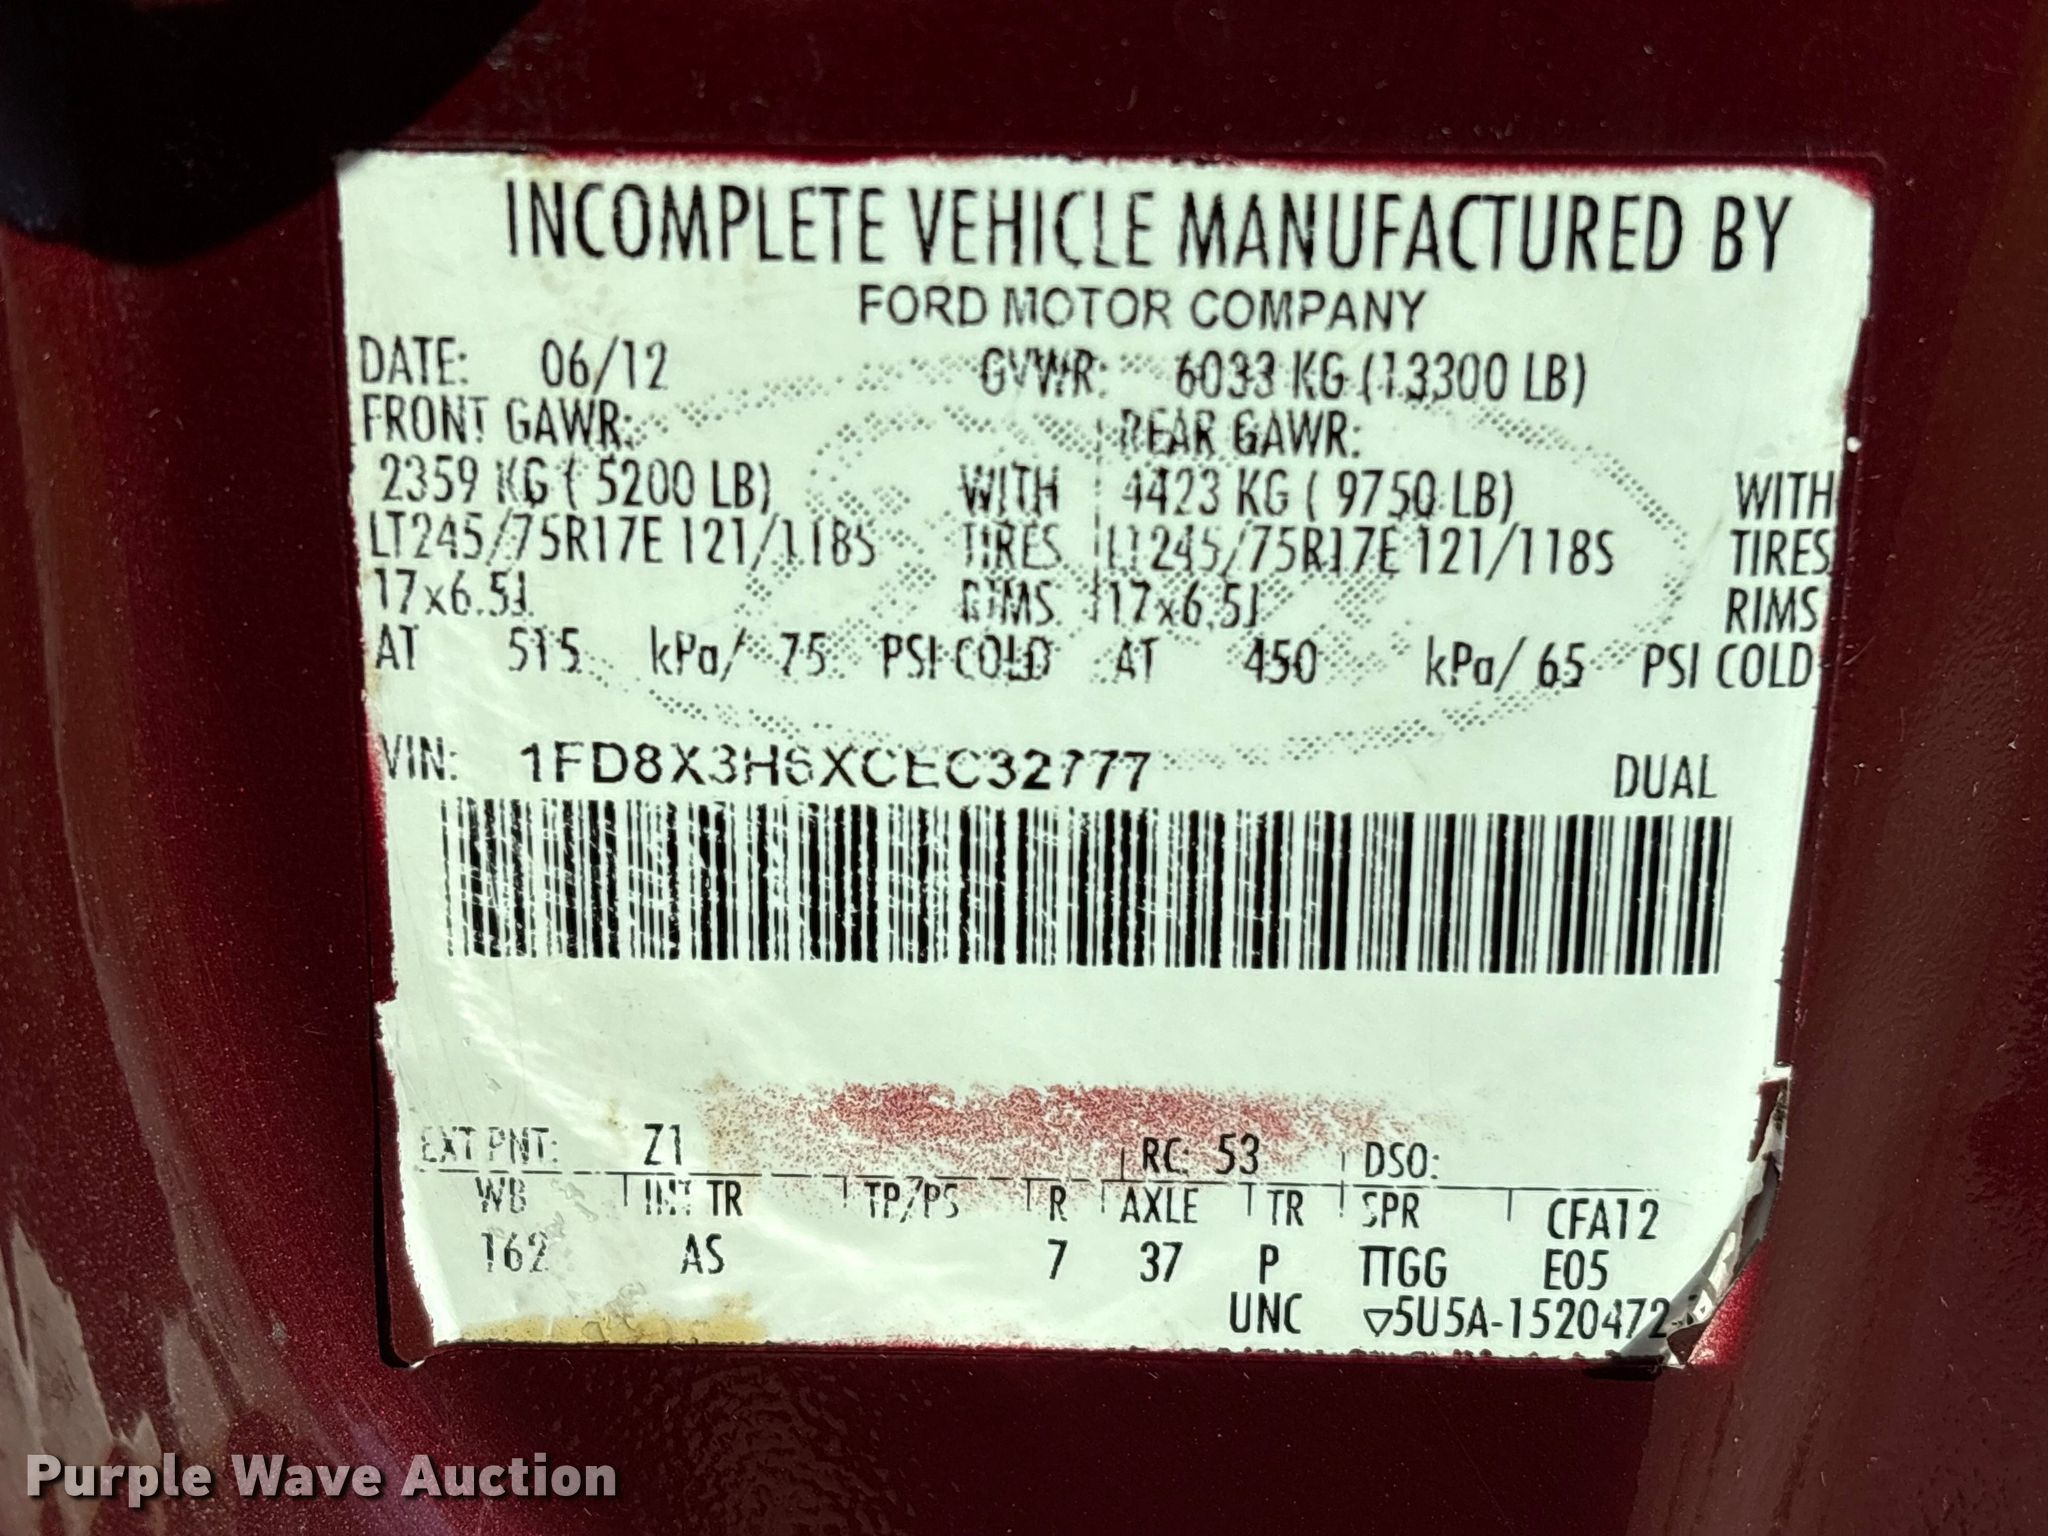 INCOMPLETE VEHICLE MANUFACTURED BY
FORD MOTOR COMPANY
DATE: 06/12 GVWR: 6033 KG (13300 LB)
FRONT GAWR: REAR GAWR:
2359 KG ( 5200 LB) WITH 4423 KG ( 9750 LB) WITH
LT245/75R17E 121/118S TIRES LT245/75R17E 121/118S TIRES
17x6.5J RIMS 17x6.5J RIMS
AT 515 kPa/ 75 PSI COLD AT 450 kPa/ 65 PSI COLD
VIN: 1FD8X3H6XCEC32777 DUAL
EXT PNT: Z1 RC: 53 DSO:
WB INT TR TP/PS R AXLE TR SPR CFA12
162 AS 7 37 P TTGG E05
UNC ▽5U5A-1520472
Purple Wave Auction